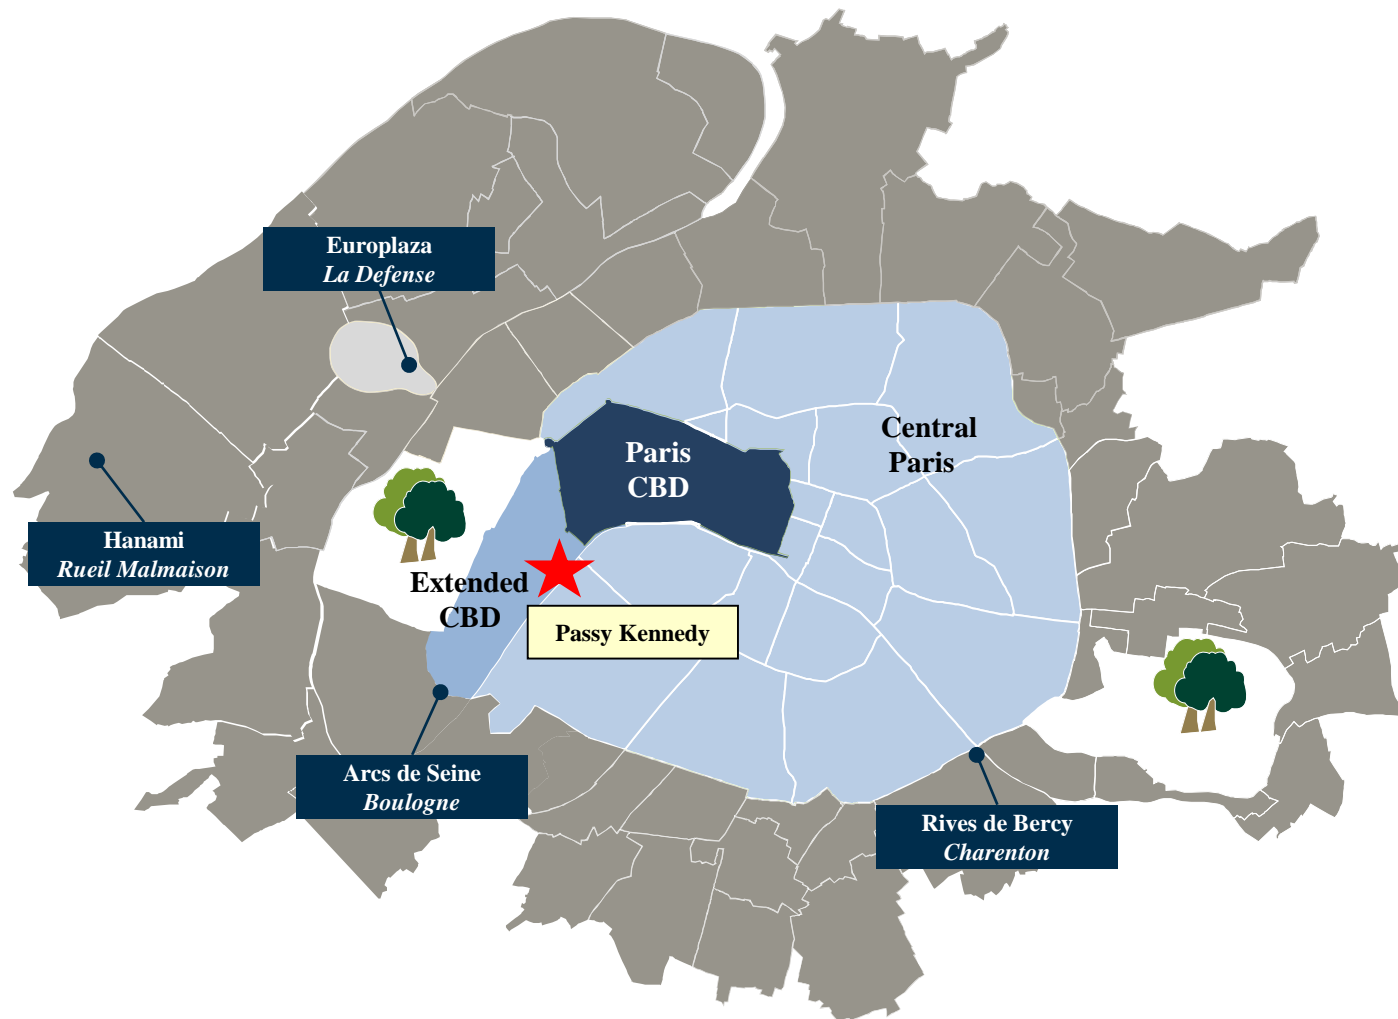 Europlaza
La Defense
Central
Paris
Paris
CBD
Hanami
Rueil Malmaison
Extended
CBD
Passy Kennedy
Arcs de Seine
Boulogne
Rives de Bercy
Charenton